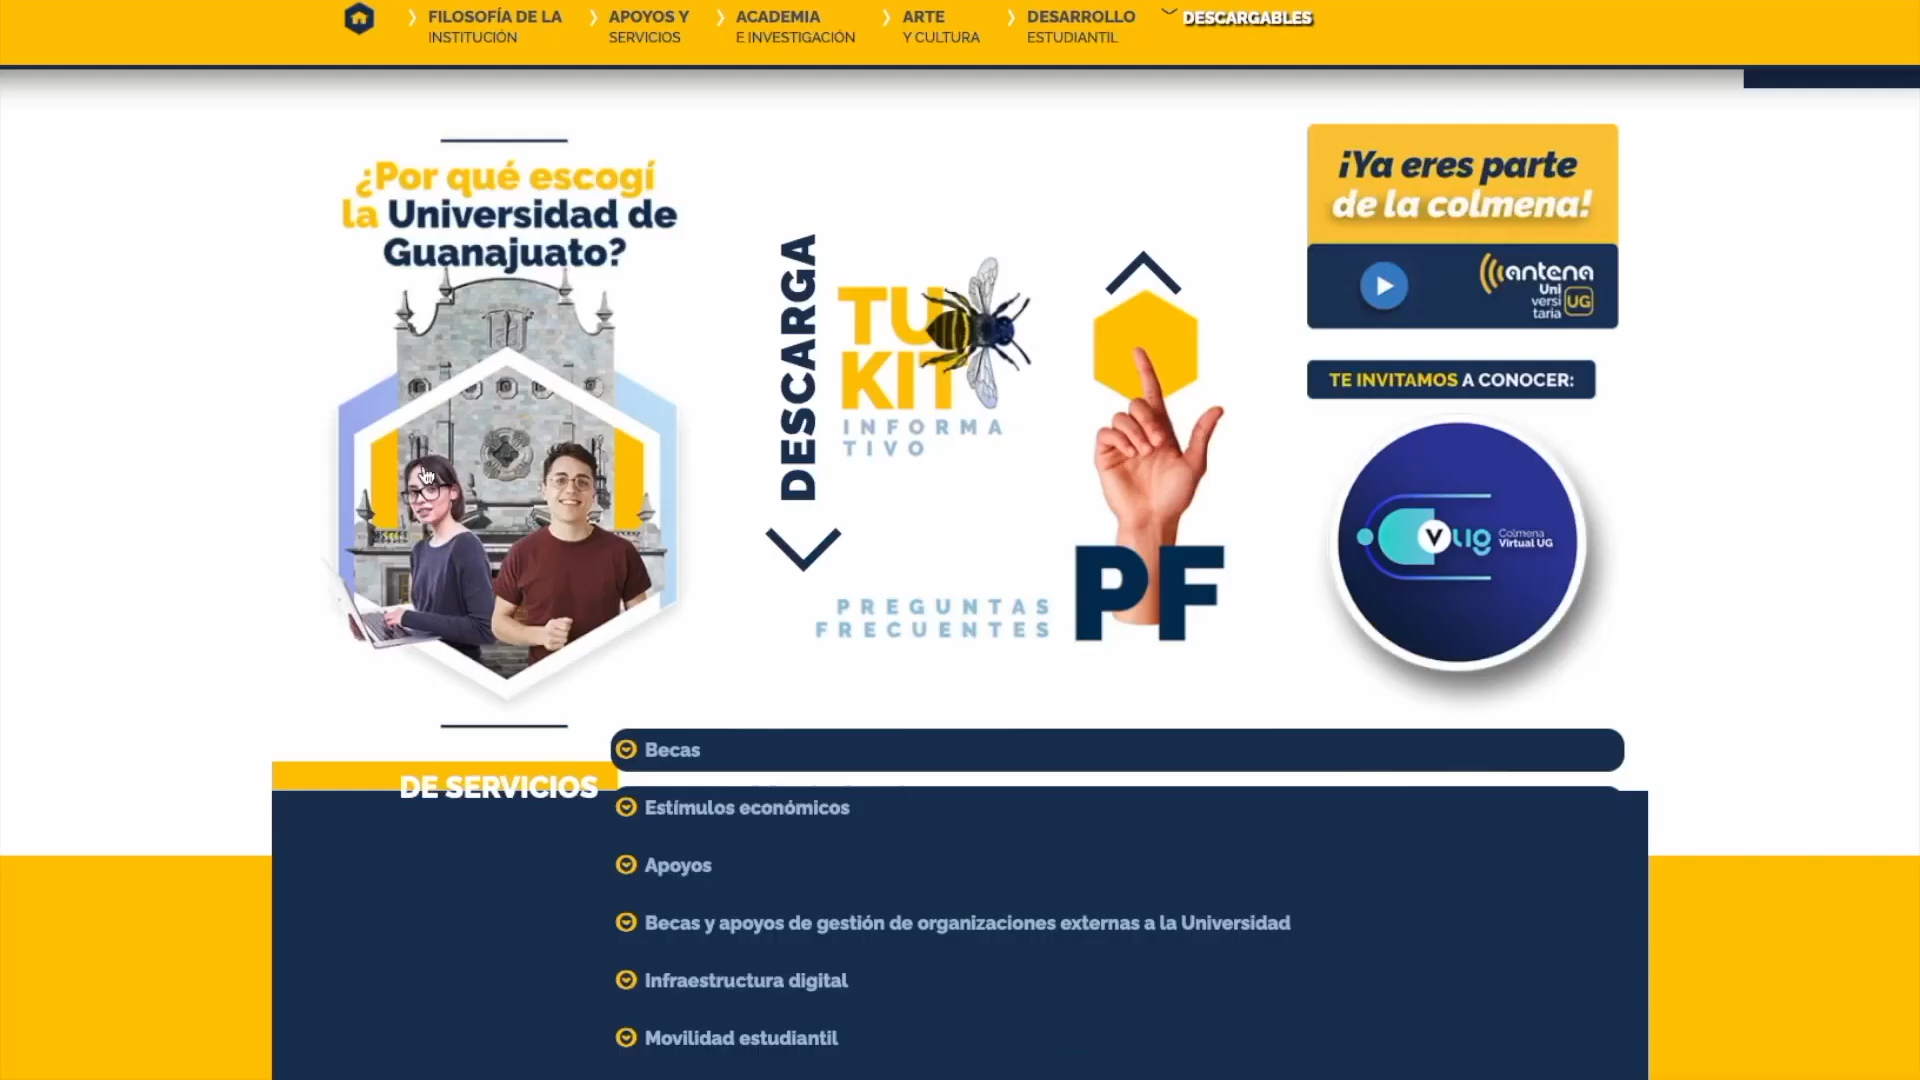 FILOSOFÍA DE LA
INSTITUCIÓN
APOYOS Y
SERVICIOS
ACADEMIA
E INVESTIGACIÓN
ARTE
Y CULTURA
DESARROLLO
ESTUDIANTIL
DESCARGABLES
¿Por qué escogí
la Universidad de
Guanajuato?
DESCARGA
TU
KIT
INFORMA
TIVO
PREGUNTAS
FRECUENTES
PF
¡Ya eres parte
de la colmena!
antena
Uni
versi
taria
UG
TE INVITAMOS A CONOCER:
V UG
Colmena
Virtual UG
DE SERVICIOS
Becas
Estímulos económicos
Apoyos
Becas y apoyos de gestión de organizaciones externas a la Universidad
Infraestructura digital
Movilidad estudiantil